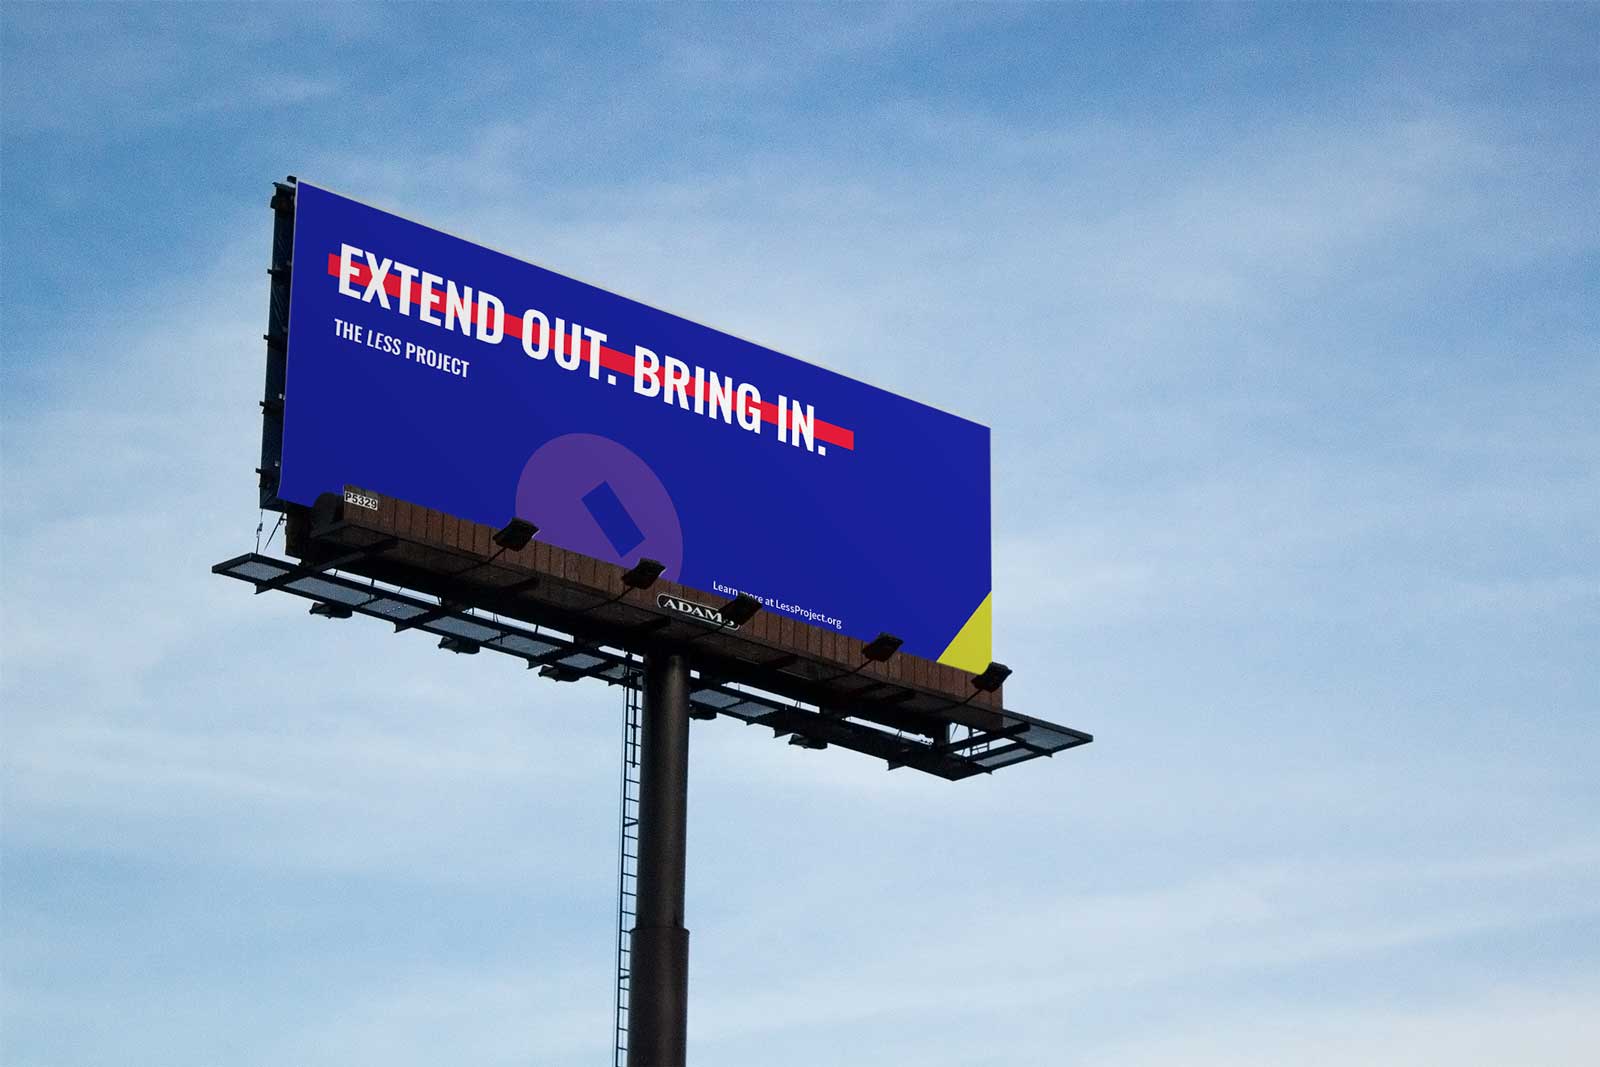 EXTEND OUT. BRING IN.
THE LESS PROJECT
P5329
Learn more at LessProject.org
ADAMS